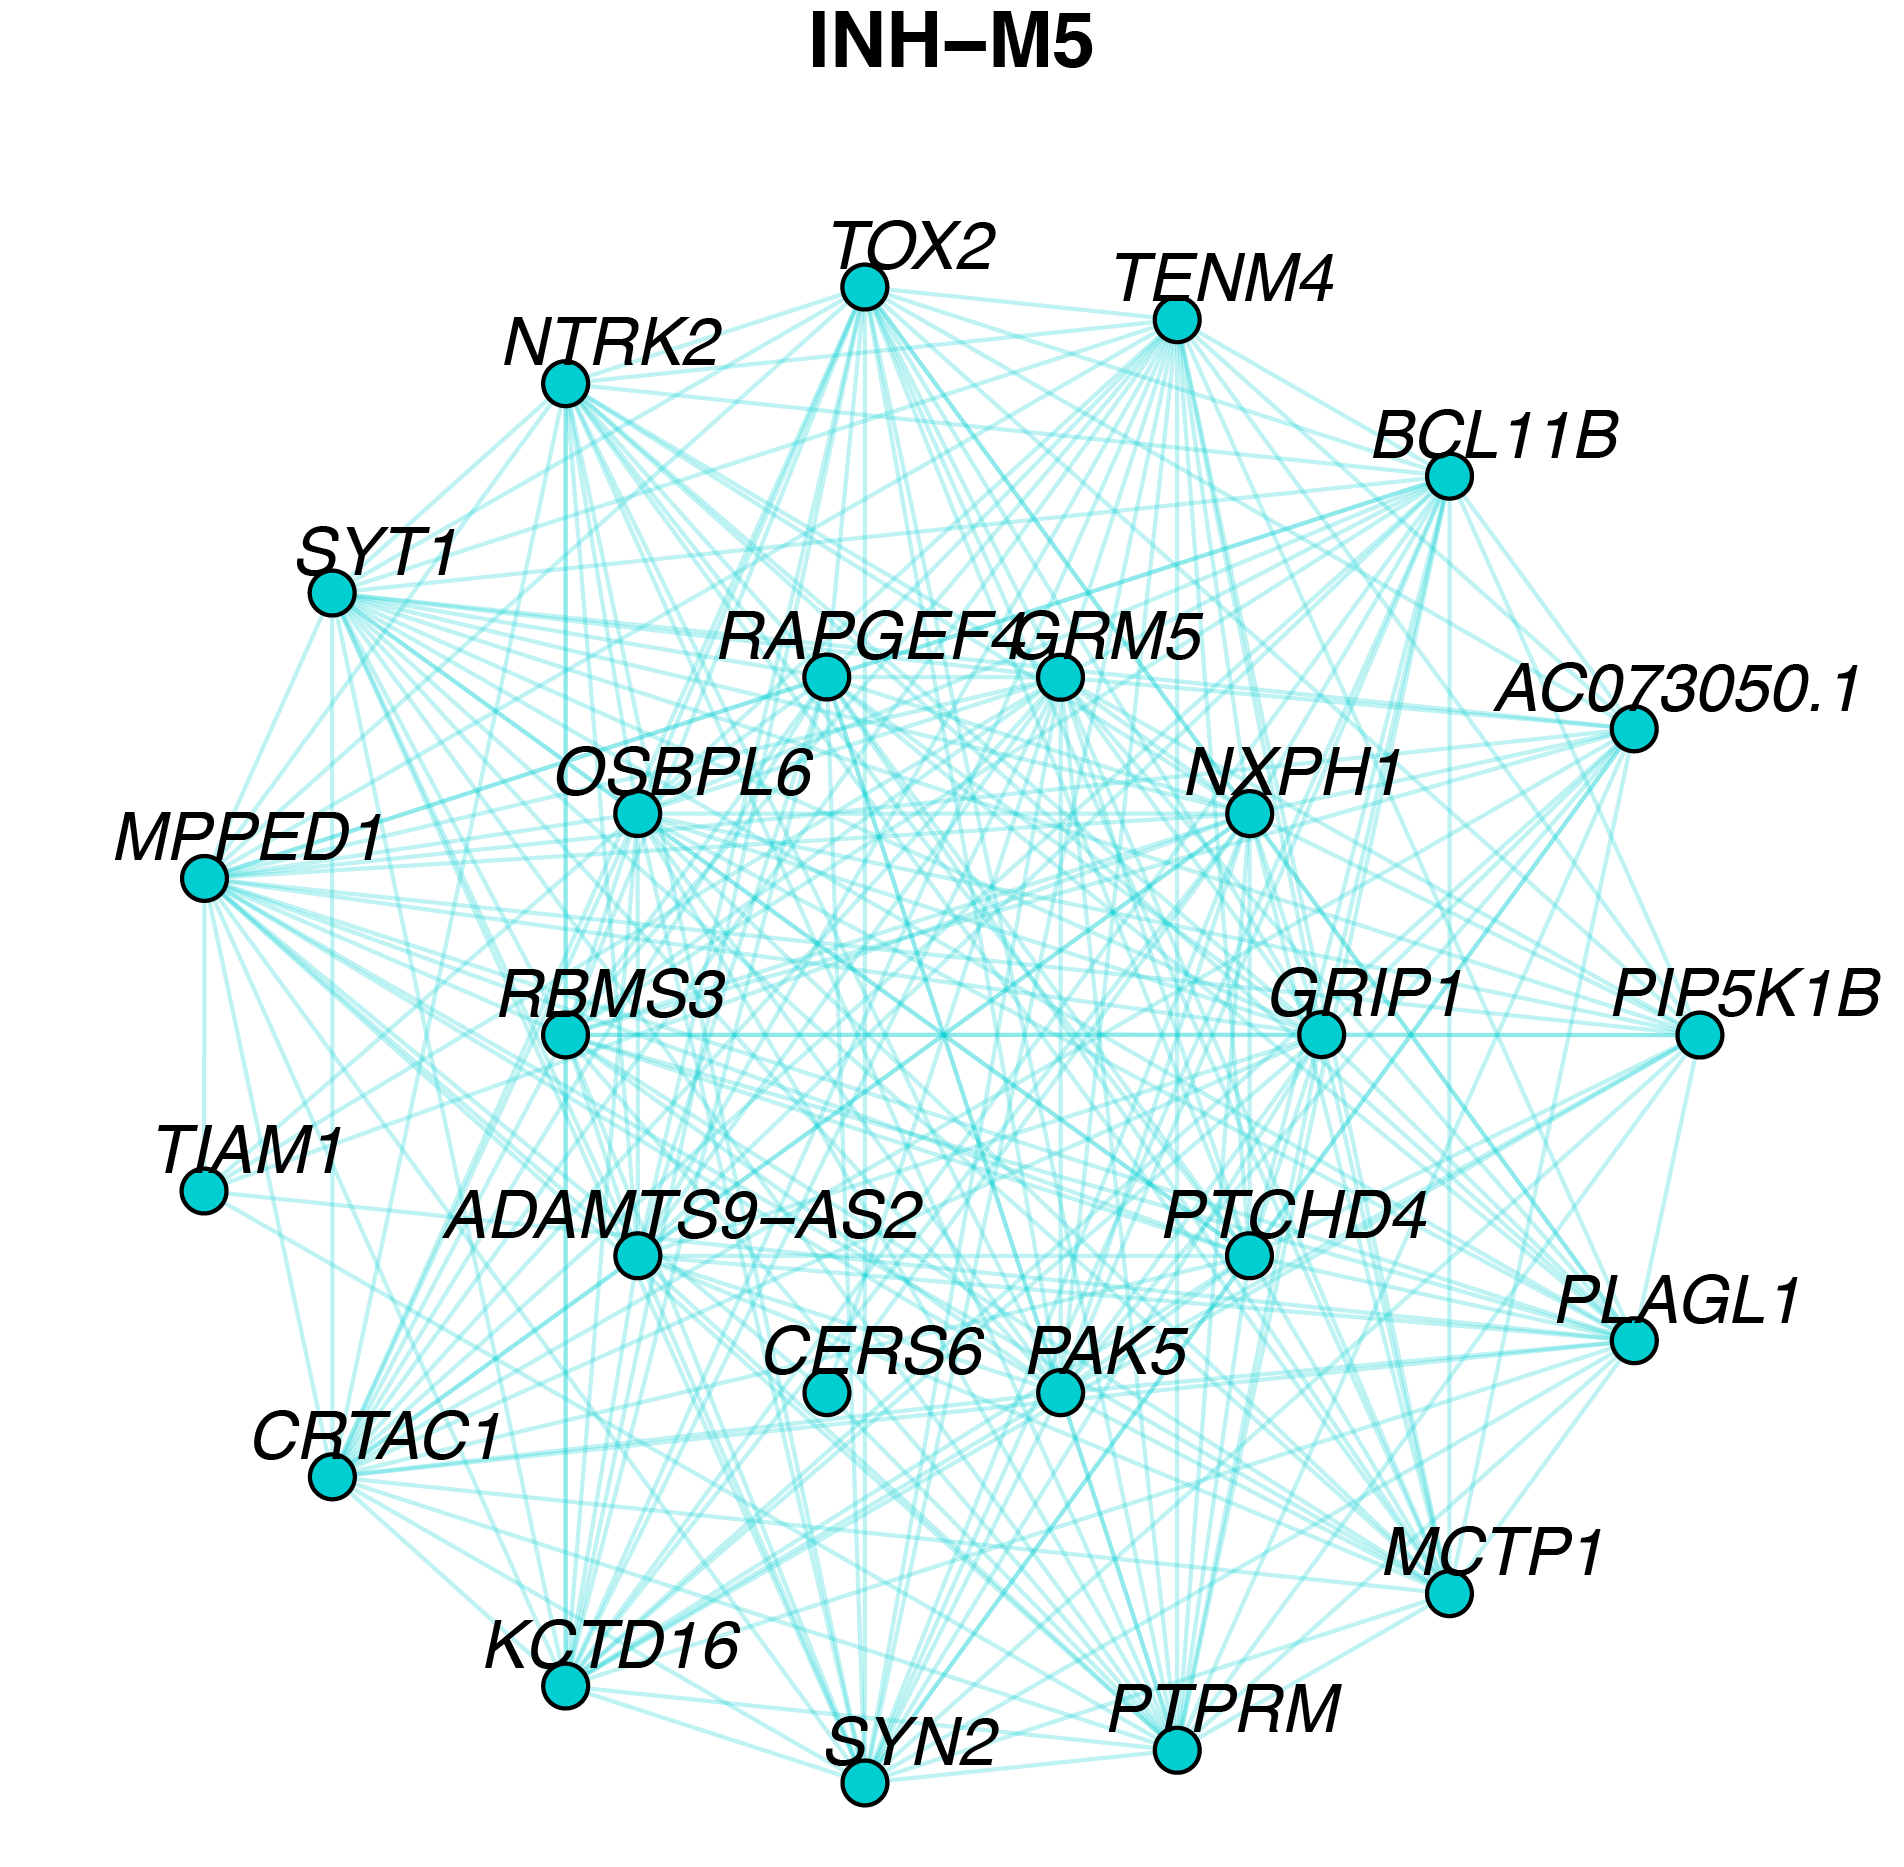 INH−M5
TOX2
TENM4
NTRK2
BCL11B
SYT1
RAPGEF4
GRM5
AC073050.1
OSBPL6
NXPH1
MPPED1
RBMS3
GRIP1
PIP5K1B
TIAM1
ADAMTS9−AS2
PTCHD4
PLAGL1
CERS6
PAK5
CRTAC1
MCTP1
KCTD16
PTPRM
SYN2